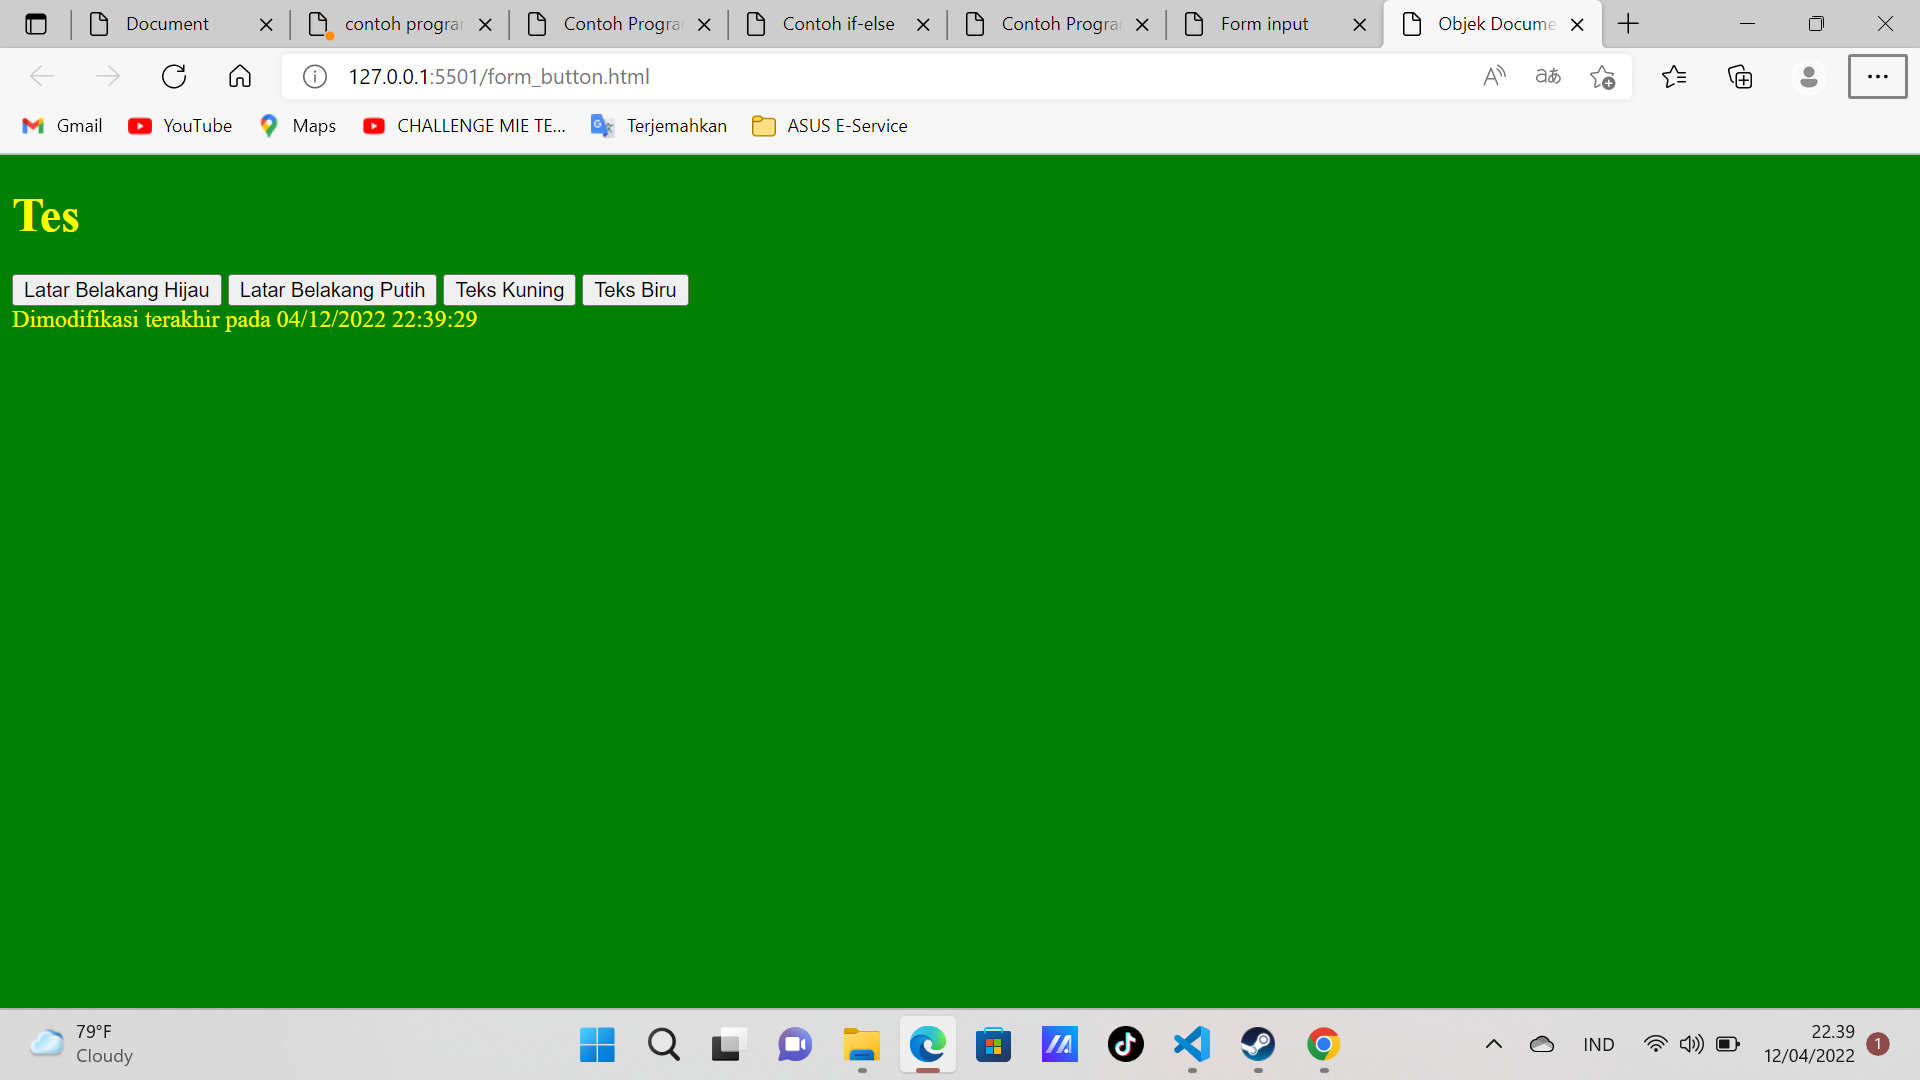 Document
contoh progra
Contoh Progra
Contoh if-else
Contoh Progra
Form input
Objek Docume
127.0.0.1:5501/form_button.html
Gmail
YouTube
Maps
CHALLENGE MIE TE...
Terjemahkan
ASUS E-Service
Tes
Latar Belakang Hijau
Latar Belakang Putih
Teks Kuning
Teks Biru
Dimodifikasi terakhir pada 04/12/2022 22:39:29
79°F
Cloudy
IND
22.39
12/04/2022
1